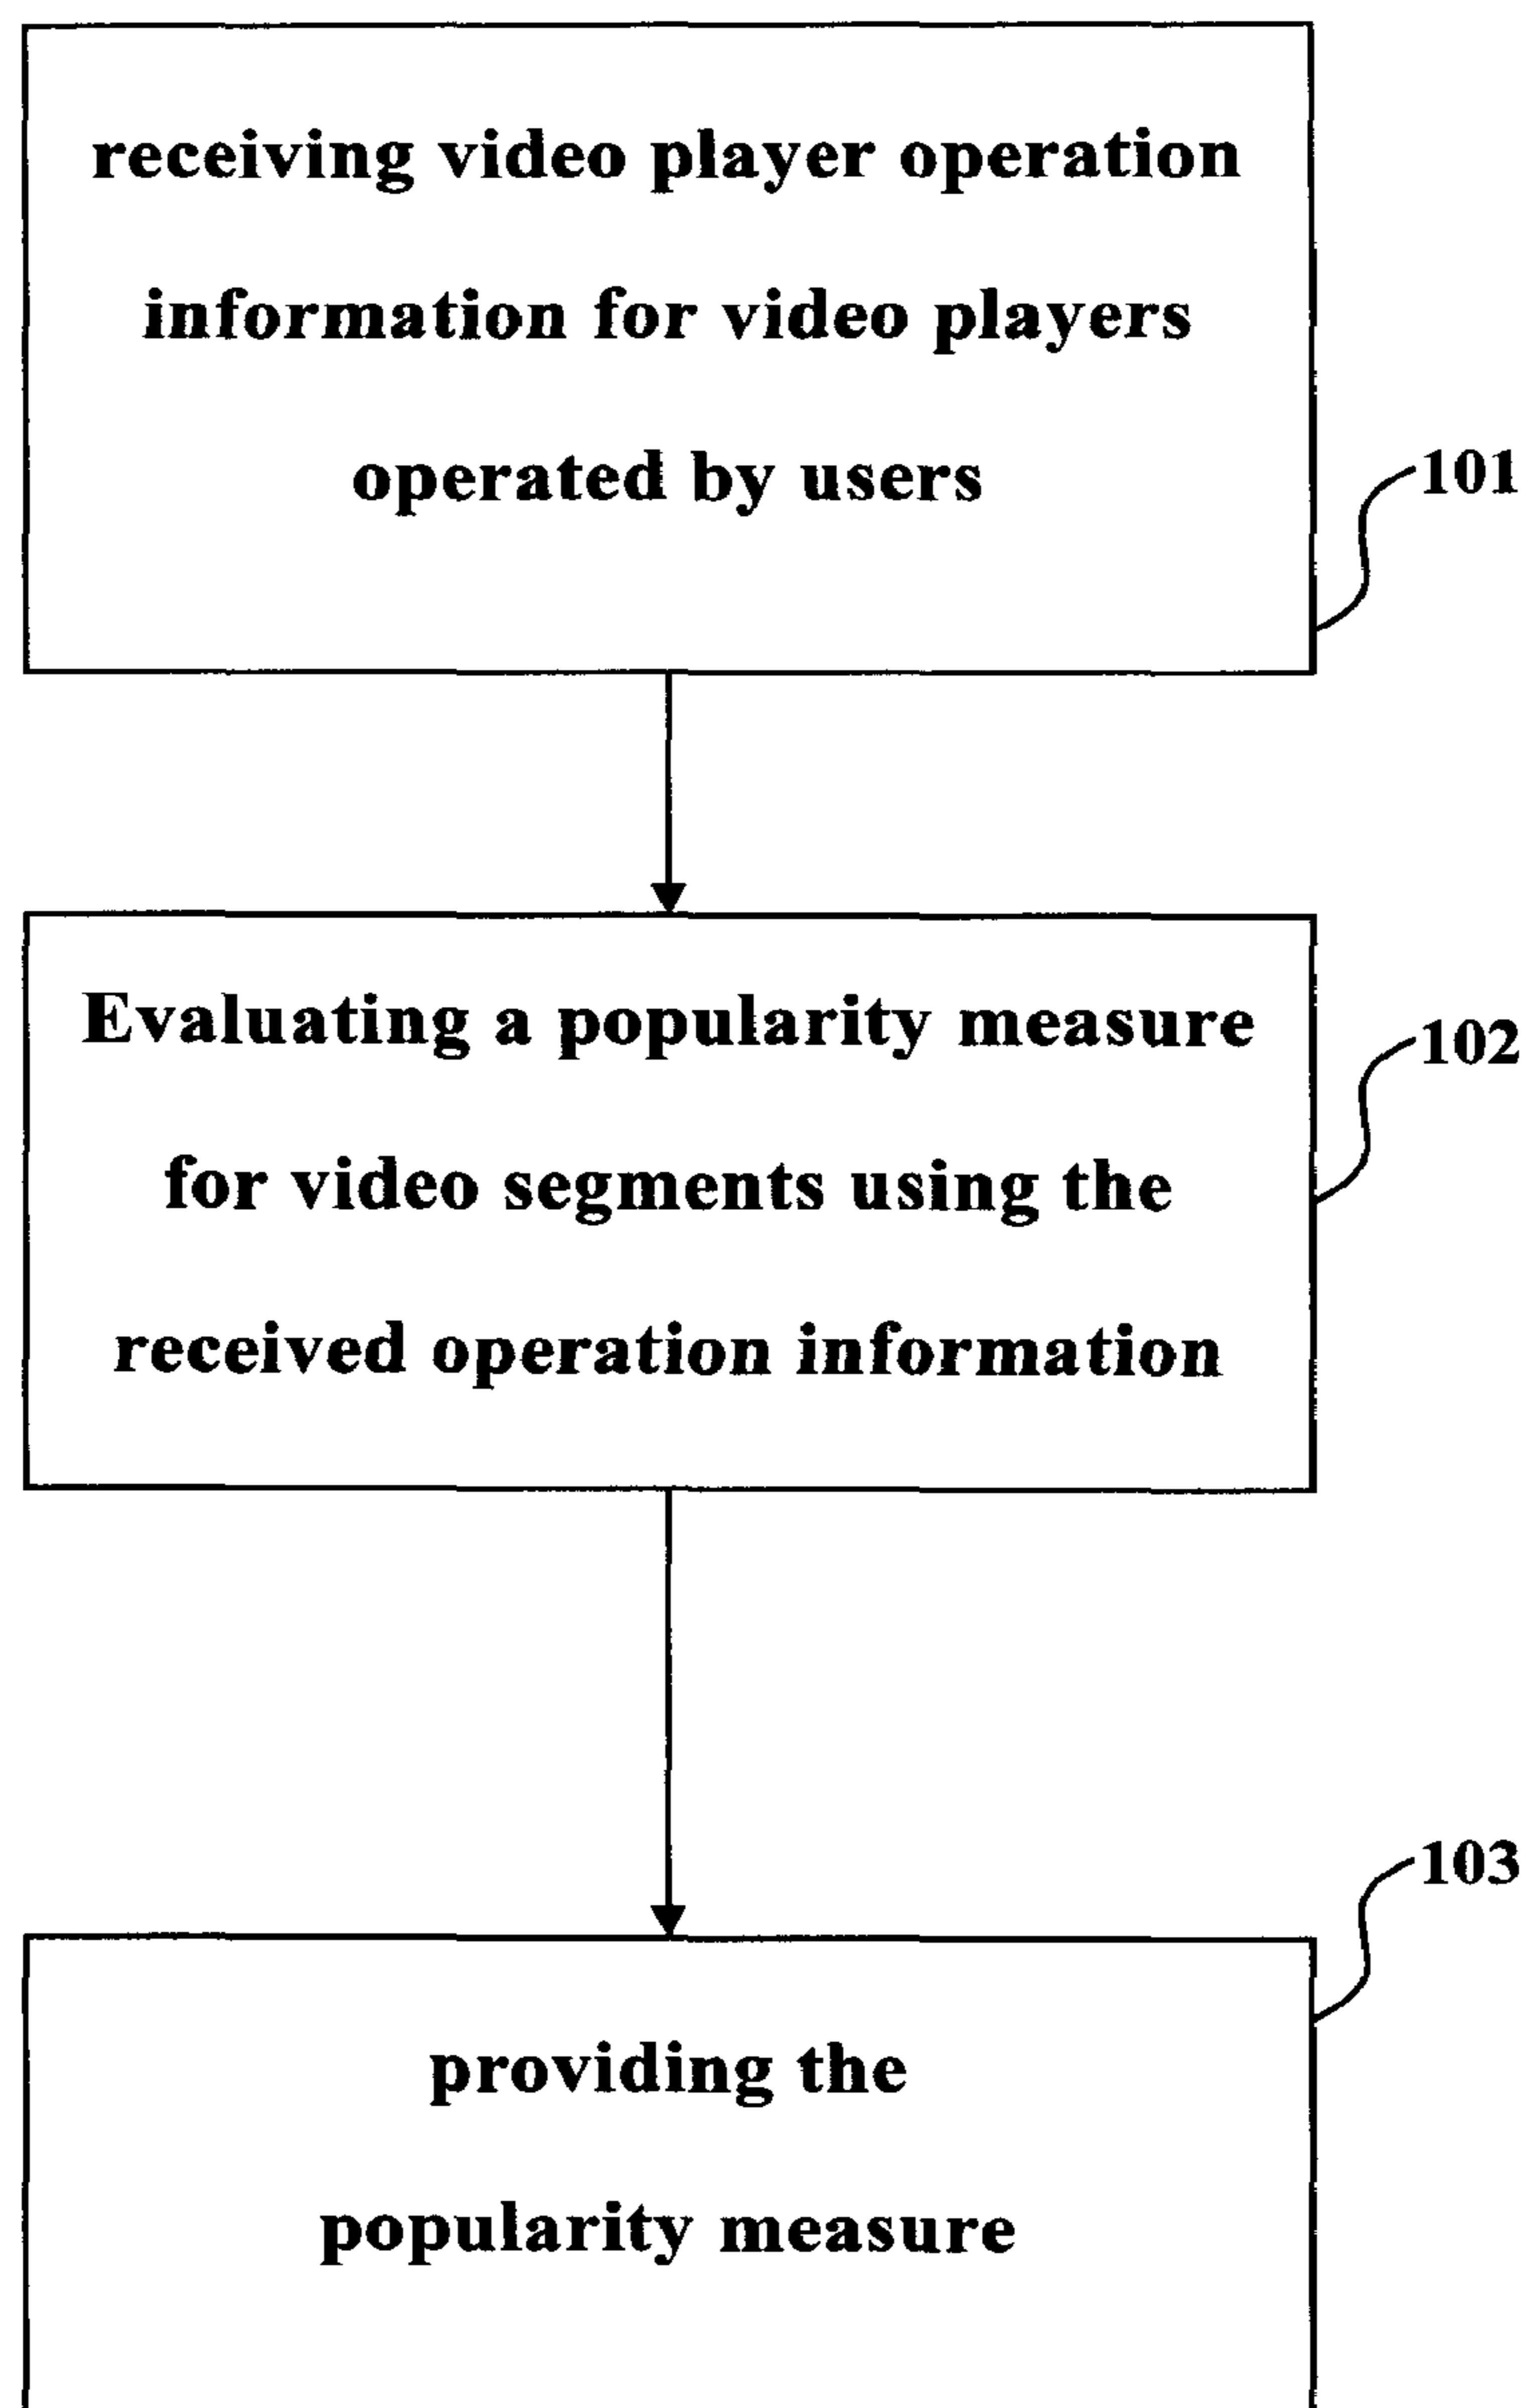 receiving video player operation
information for video players
operated by users
101
Evaluating a popularity measure
for video segments using the
received operation information
102
103
providing the
popularity measure